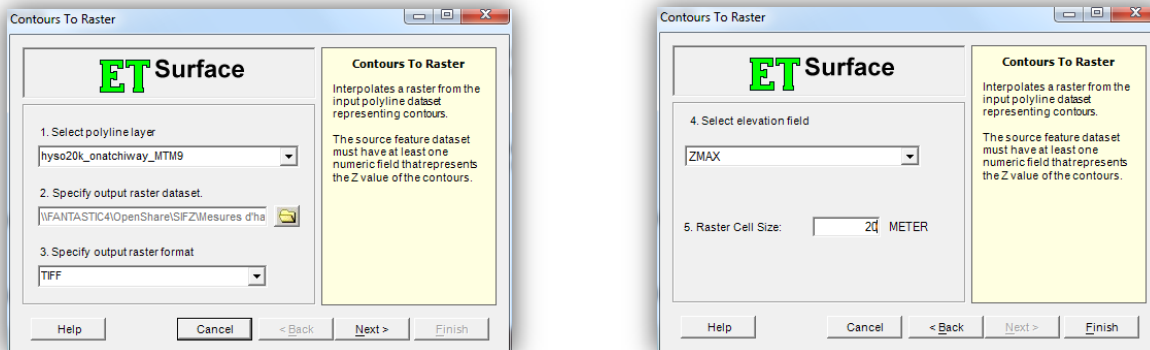 Contours To Raster
ET Surface
1. Select polyline layer
hyso20k_onatchiway_MTM9
2. Specify output raster dataset.
\\FANTASTIC4\OpenShare\SIFZ\Mesures d'ha
3. Specify output raster format
TIFF
Contours To Raster
Interpolates a raster from the
input polyline dataset
representing contours.
The source feature dataset
must have at least one
numeric field that represents
the Z value of the contours.
Help
Cancel
< Back
Next >
Finish
Contours To Raster
ET Surface
4. Select elevation field
ZMAX
5. Raster Cell Size:
20 METER
Contours To Raster
Interpolates a raster from the
input polyline dataset
representing contours.
The source feature dataset
must have at least one
numeric field that represents
the Z value of the contours.
Help
Cancel
< Back
Next >
Finish